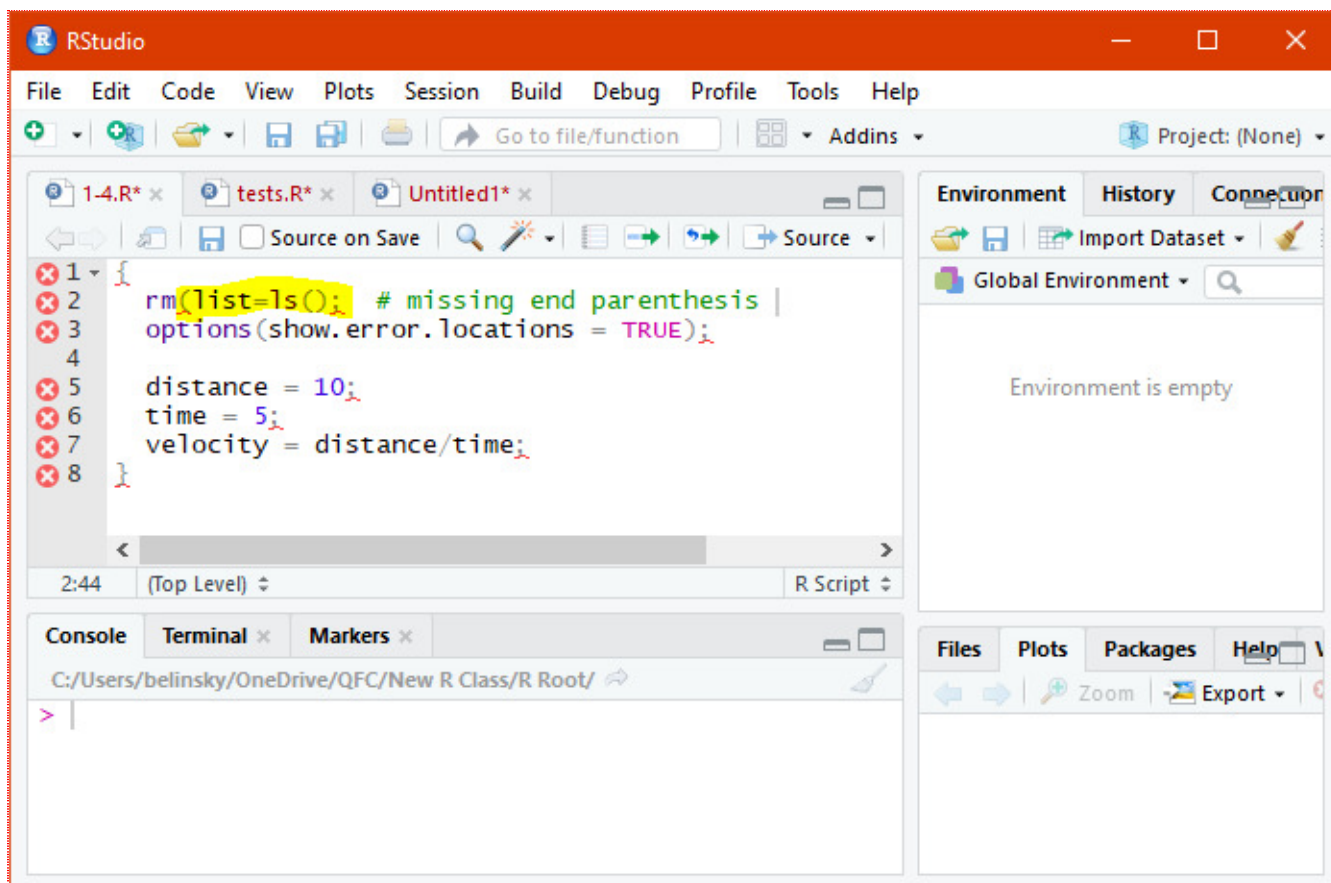 RStudio
File Edit Code View Plots Session Build Debug Profile Tools Help
Go to file/function Addins Project: (None)
1-4.R* tests.R* Untitled1*
Source on Save Source
1 {
2 rm(list=ls(); # missing end parenthesis
3 options(show.error.locations = TRUE);
4
5 distance = 10;
6 time = 5;
7 velocity = distance/time;
8 }
2:44 (Top Level) R Script
Console Terminal Markers
C:/Users/belinsky/OneDrive/QFC/New R Class/R Root/
>
Environment History Connection
Import Dataset
Global Environment
Environment is empty
Files Plots Packages Help
Zoom Export